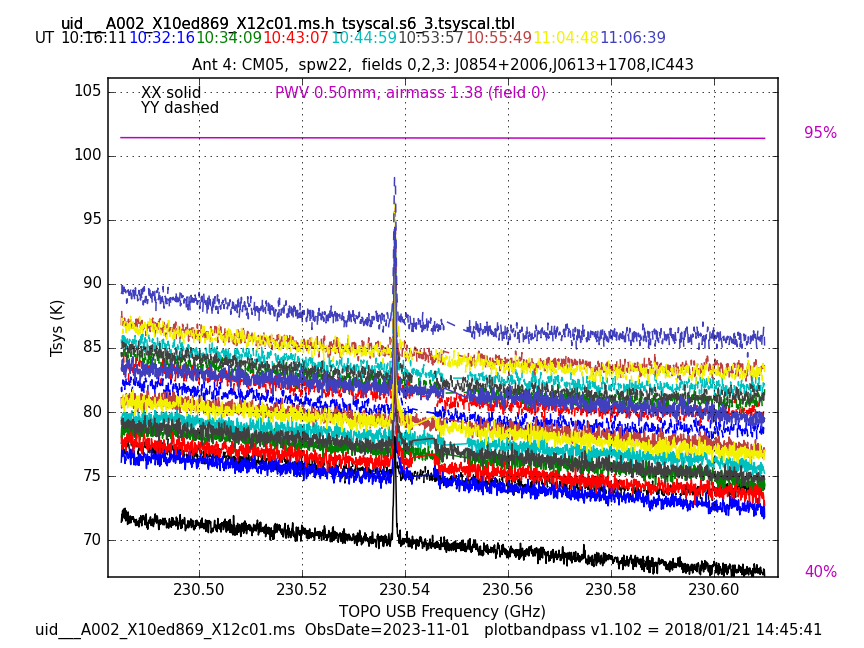 uid___A002_X10ed869_X12c01.ms.h_tsyscal.s6_3.tsyscal.tbl
UT 10:16:11 10:32:16 10:34:09 10:43:07 10:44:59 10:53:57 10:55:49 11:04:48 11:06:39
Ant 4: CM05, spw22, fields 0,2,3: J0854+2006,J0613+1708,IC443
XX solid PWV 0.50mm, airmass 1.38 (field 0)
YY dashed
95%
40%
105
100
95
90
85
80
75
70
Tsys (K)
230.50 230.52 230.54 230.56 230.58 230.60
TOPO USB Frequency (GHz)
uid___A002_X10ed869_X12c01.ms ObsDate=2023-11-01 plotbandpass v1.102 = 2018/01/21 14:45:41